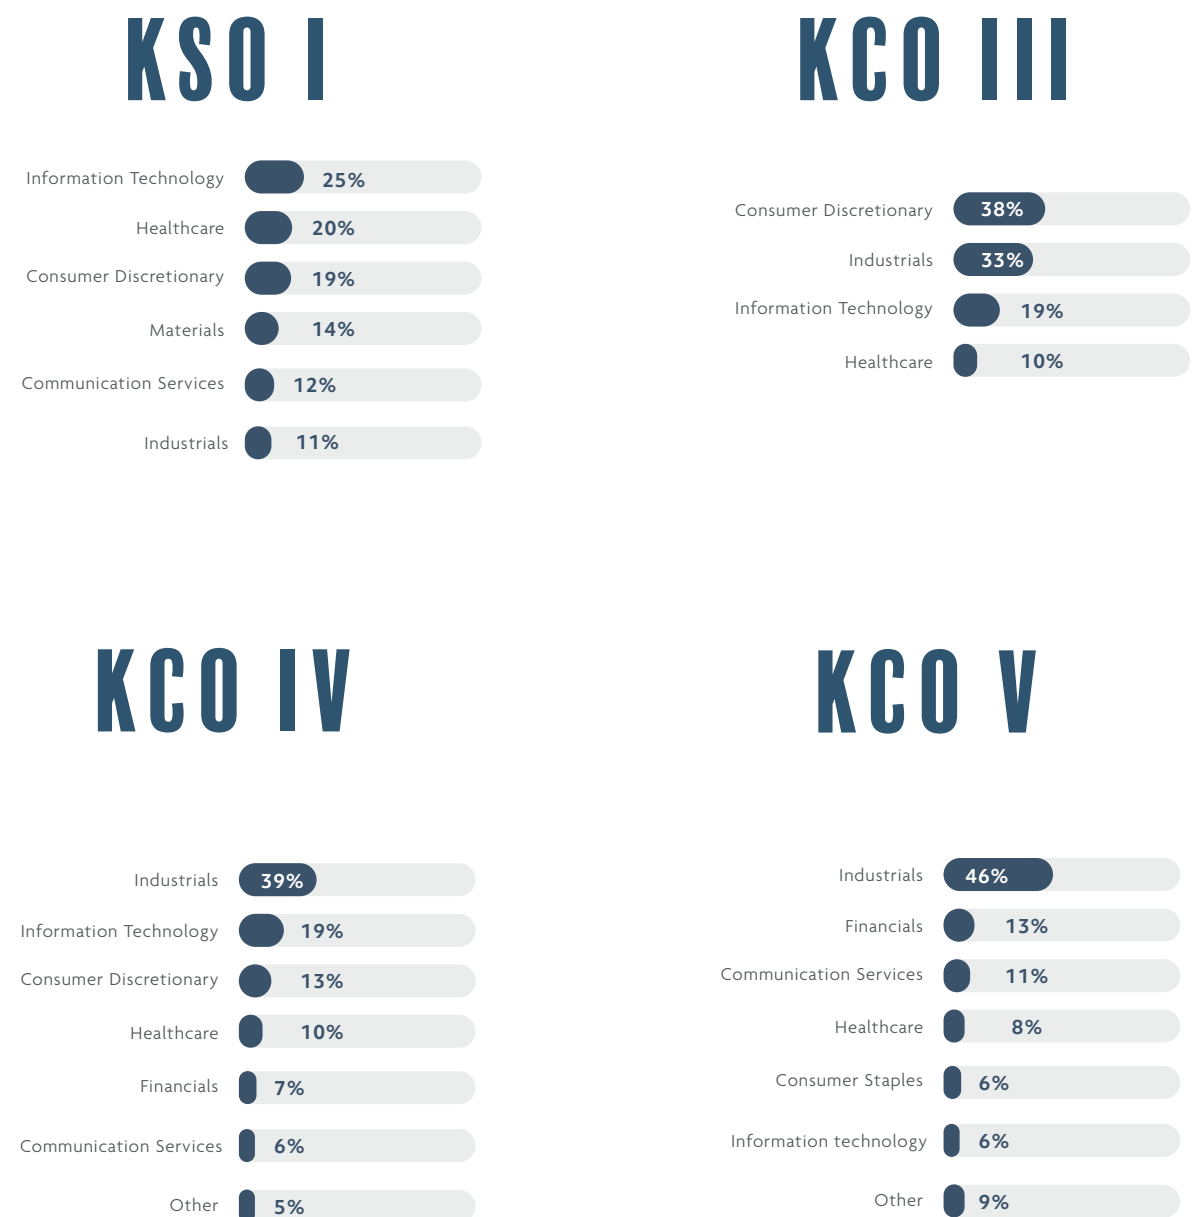 KSO I
Information Technology 25%
Healthcare 20%
Consumer Discretionary 19%
Materials 14%
Communication Services 12%
Industrials 11%
KCO III
Consumer Discretionary 38%
Industrials 33%
Information Technology 19%
Healthcare 10%
KCO IV
Industrials 39%
Information Technology 19%
Consumer Discretionary 13%
Healthcare 10%
Financials 7%
Communication Services 6%
Other 5%
KCO V
Industrials 46%
Financials 13%
Communication Services 11%
Healthcare 8%
Consumer Staples 6%
Information technology 6%
Other 9%